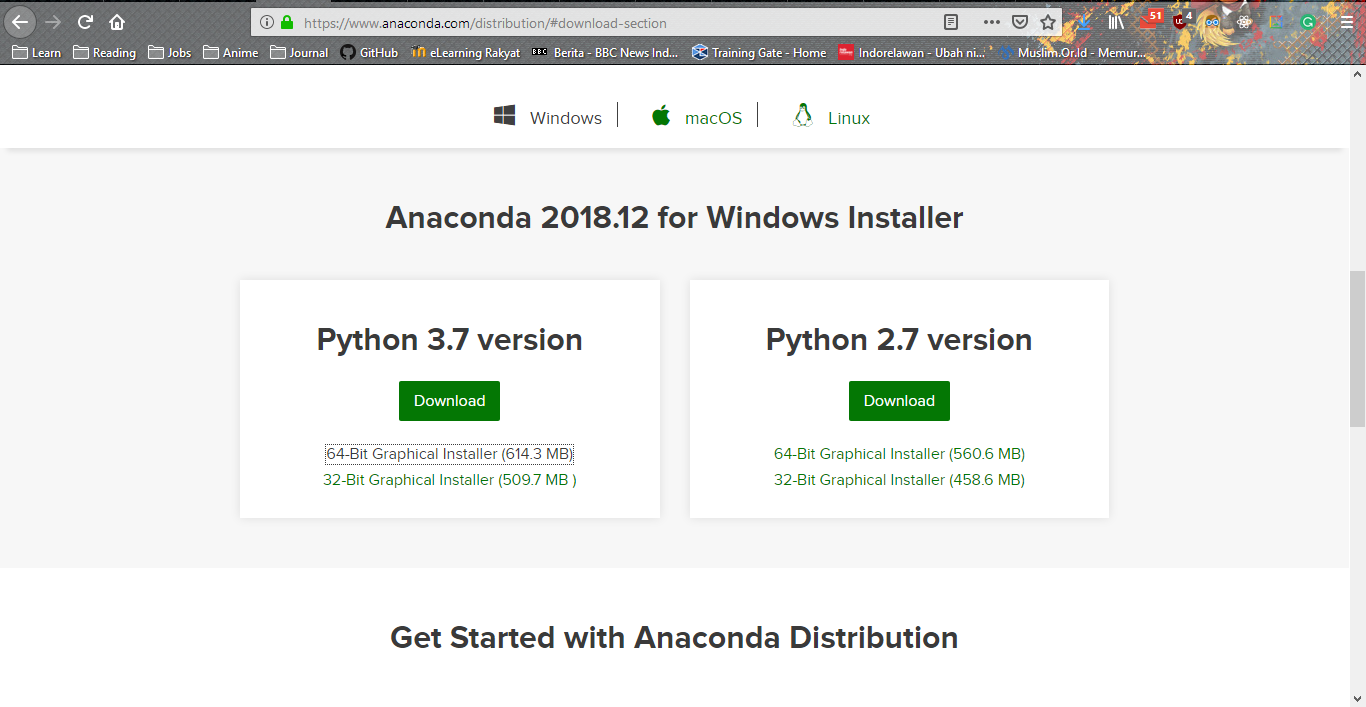 https://www.anaconda.com/distribution/#download-section
51
4
Learn Reading Jobs Anime Journal GitHub eLearning Rakyat BBC Berita - BBC News Ind... Training Gate - Home Indorelawan - Ubah ni... Muslim.Or.Id - Memur...
Windows macOS Linux
Anaconda 2018.12 for Windows Installer
Python 3.7 version
Download
64-Bit Graphical Installer (614.3 MB)
32-Bit Graphical Installer (509.7 MB )
Python 2.7 version
Download
64-Bit Graphical Installer (560.6 MB)
32-Bit Graphical Installer (458.6 MB)
Get Started with Anaconda Distribution